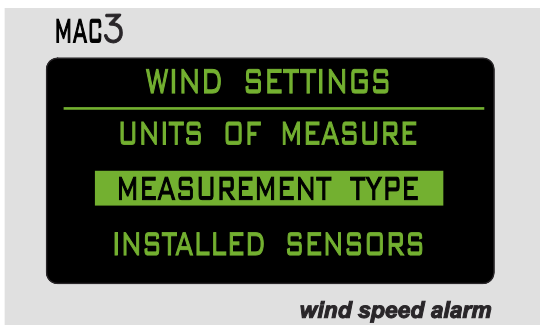 MAC3
WIND SETTINGS
UNITS OF MEASURE
MEASUREMENT TYPE
INSTALLED SENSORS
wind speed alarm